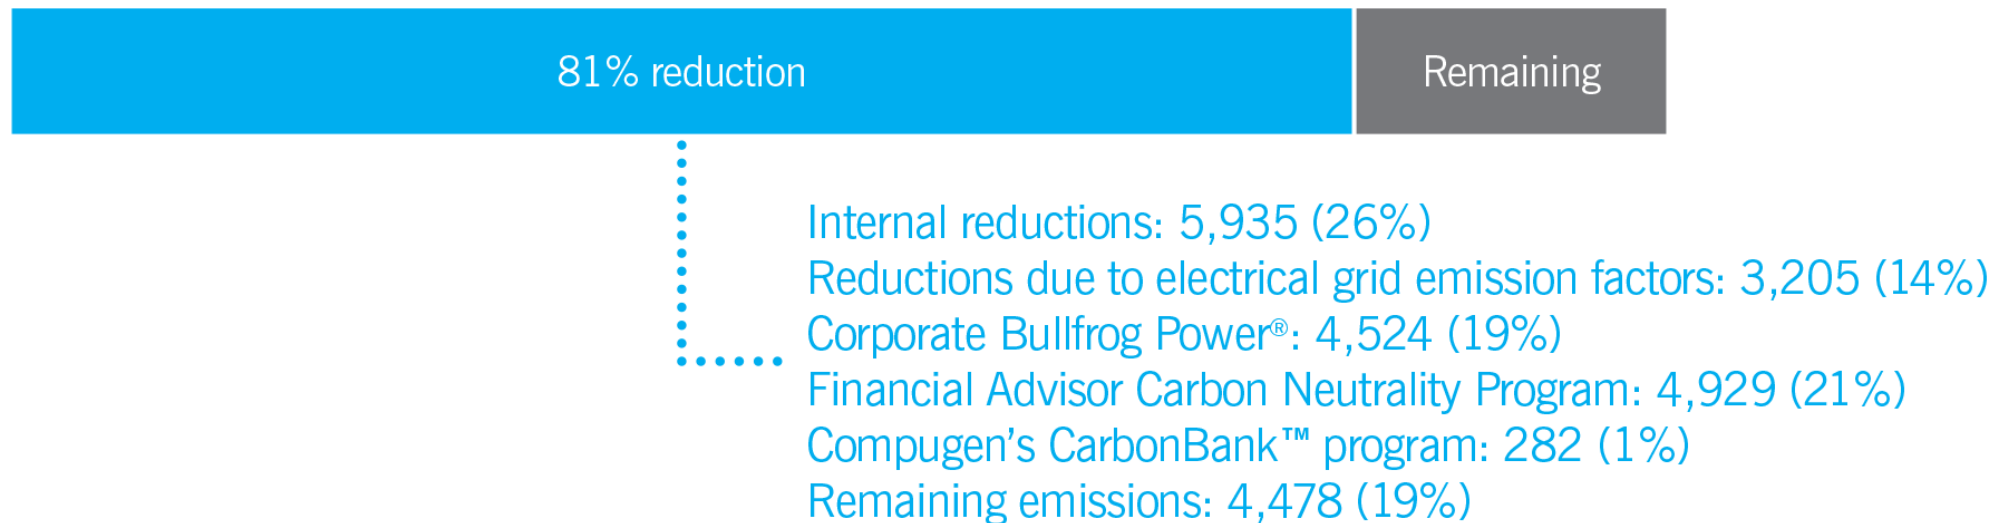 81% reduction
Remaining
Internal reductions: 5,935 (26%)
Reductions due to electrical grid emission factors: 3,205 (14%)
Corporate Bullfrog Power®: 4,524 (19%)
Financial Advisor Carbon Neutrality Program: 4,929 (21%)
Compugen’s CarbonBank™ program: 282 (1%)
Remaining emissions: 4,478 (19%)